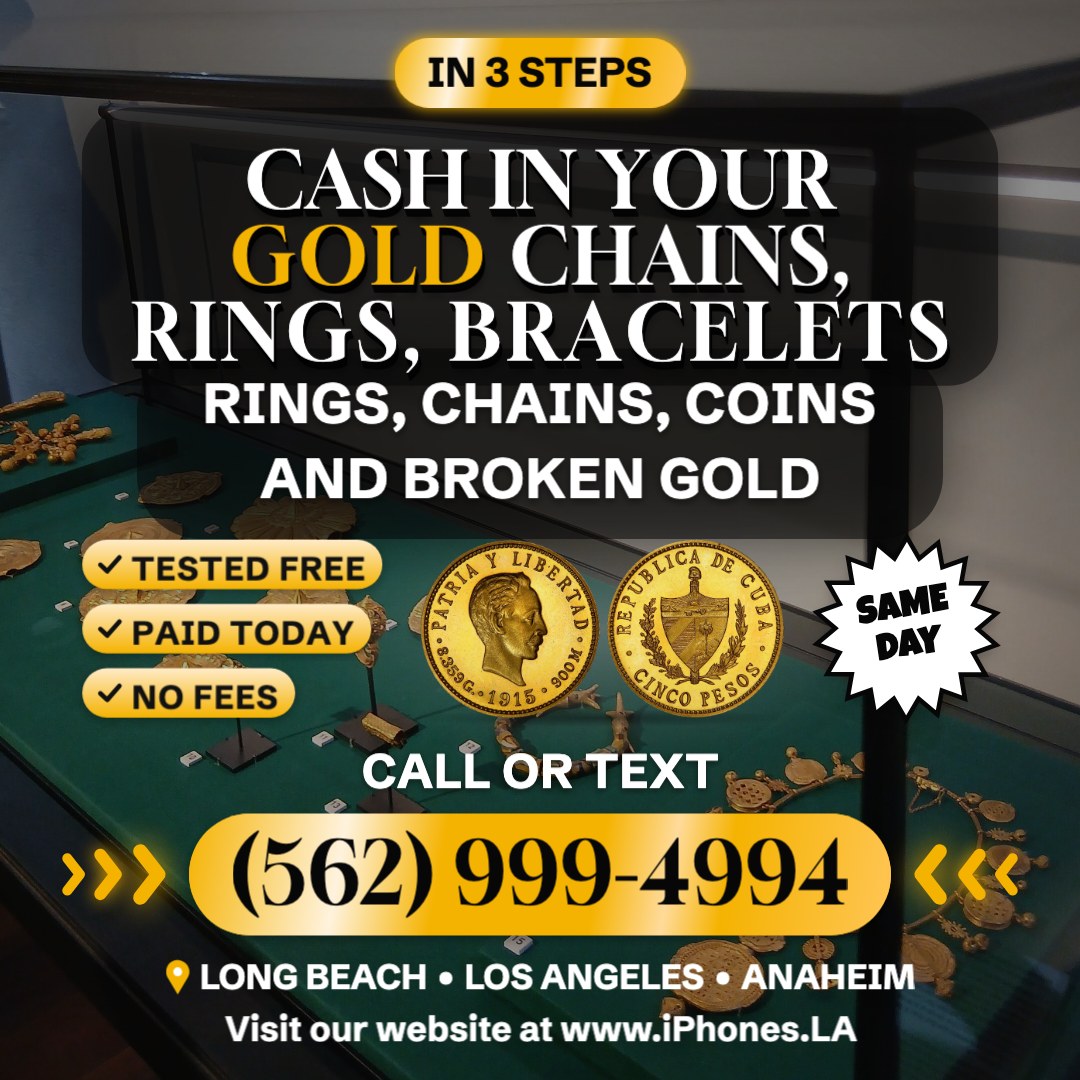 IN 3 STEPS
CASH IN YOUR
GOLD CHAINS,
RINGS, BRACELETS
RINGS, CHAINS, COINS
AND BROKEN GOLD
✓ TESTED FREE
✓ PAID TODAY
✓ NO FEES
PATRIA Y LIBERTAD
8.359G. • 1915 • 900M
REPUBLICA DE CUBA
CINCO PESOS
SAME
DAY
CALL OR TEXT
(562) 999-4994
LONG BEACH • LOS ANGELES • ANAHEIM
Visit our website at www.iPhones.LA